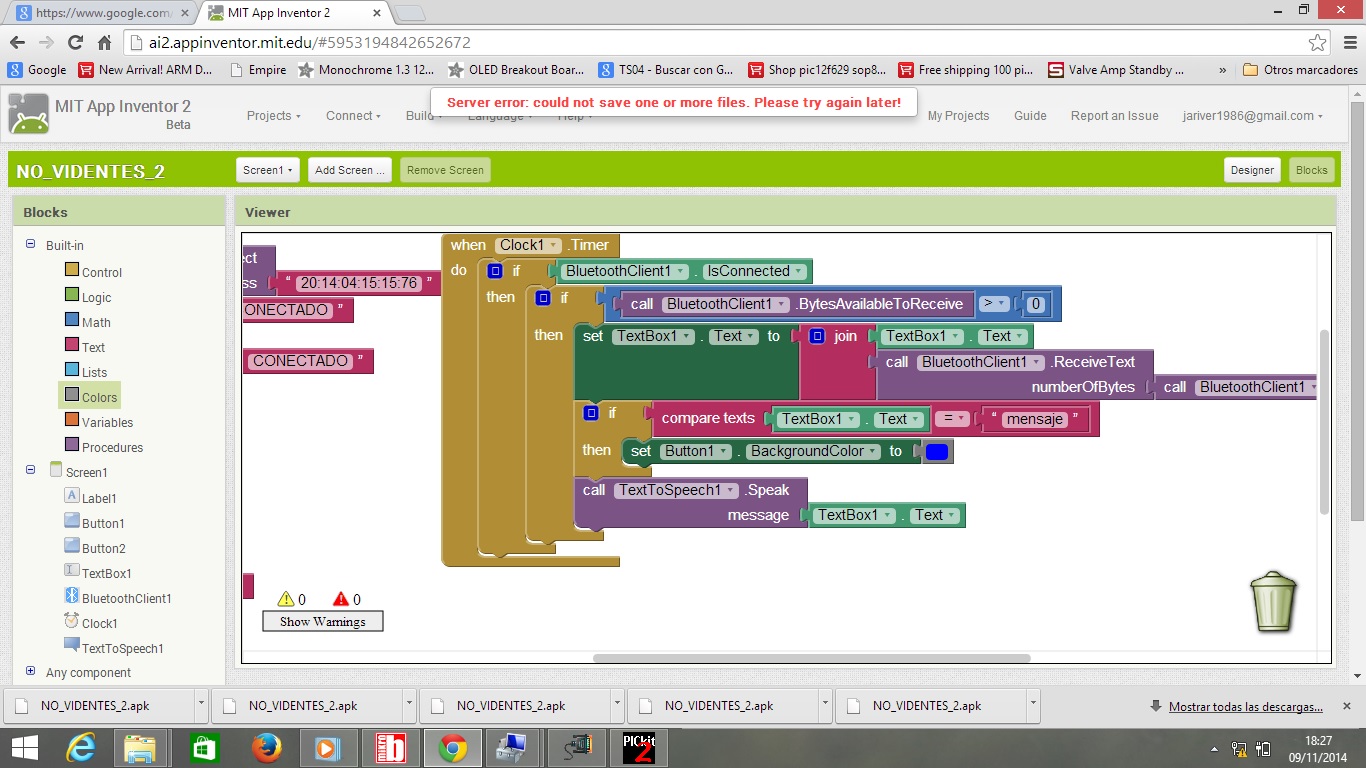 https://www.google.com/
MIT App Inventor 2
ai2.appinventor.mit.edu/#5953194842652672
Google
New Arrival! ARM D...
Empire
Monochrome 1.3 12...
OLED Breakout Boar...
TS04 - Buscar con G...
Shop pic12f629 sop8...
Free shipping 100 pi...
Valve Amp Standby ...
»
Otros marcadores
MIT App Inventor 2
Beta
Projects
Connect
Build
Language
Help
Server error: could not save one or more files. Please try again later!
My Projects
Guide
Report an Issue
jariver1986@gmail.com
NO_VIDENTES_2
Screen1
Add Screen ...
Remove Screen
Designer
Blocks
Blocks
Built-in
Control
Logic
Math
Text
Lists
Colors
Variables
Procedures
Screen1
Label1
Button1
Button2
TextBox1
BluetoothClient1
Clock1
TextToSpeech1
Any component
Viewer
ect
ss “ 20:14:04:15:15:76 ”
ONECTADO ”
CONECTADO ”
when Clock1 .Timer
do if BluetoothClient1 . IsConnected
then if call BluetoothClient1 .BytesAvailableToReceive > 0
then set TextBox1 . Text to join TextBox1 . Text
call BluetoothClient1 .ReceiveText
numberOfBytes call BluetoothClient1
if compare texts TextBox1 . Text = “ mensaje ”
then set Button1 . BackgroundColor to
call TextToSpeech1 .Speak
message TextBox1 . Text
0 0
Show Warnings
NO_VIDENTES_2.apk
NO_VIDENTES_2.apk
NO_VIDENTES_2.apk
NO_VIDENTES_2.apk
NO_VIDENTES_2.apk
Mostrar todas las descargas...
PICkit
2
18:27
09/11/2014